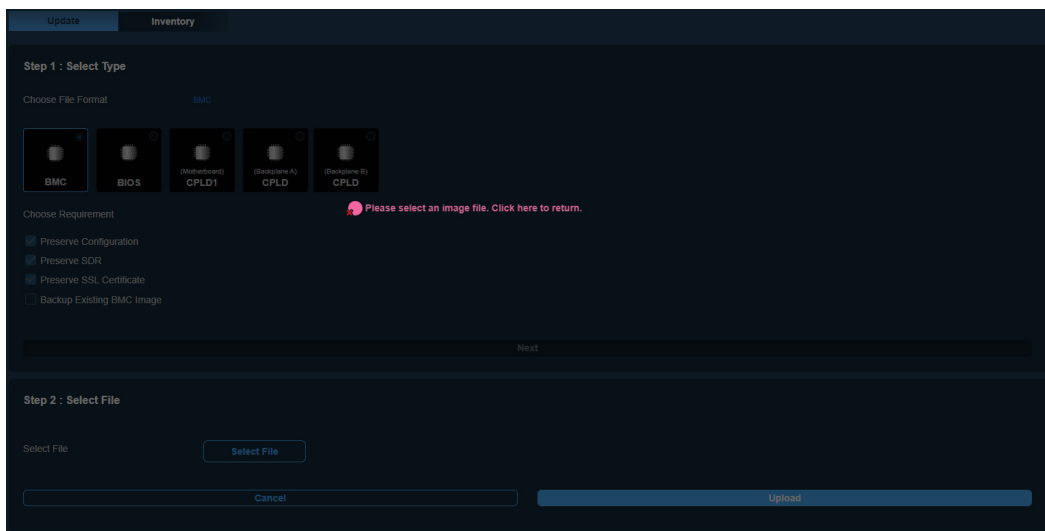 Update
Inventory
Step 1 : Select Type
Choose File Format
BMC
BMC
BIOS
(Motherboard)
CPLD1
(Backplane A)
CPLD
(Backplane B)
CPLD
Please select an image file. Click here to return.
Choose Requirement
Preserve Configuration
Preserve SDR
Preserve SSL Certificate
Backup Existing BMC Image
Next
Step 2 : Select File
Select File
Select File
Cancel
Upload